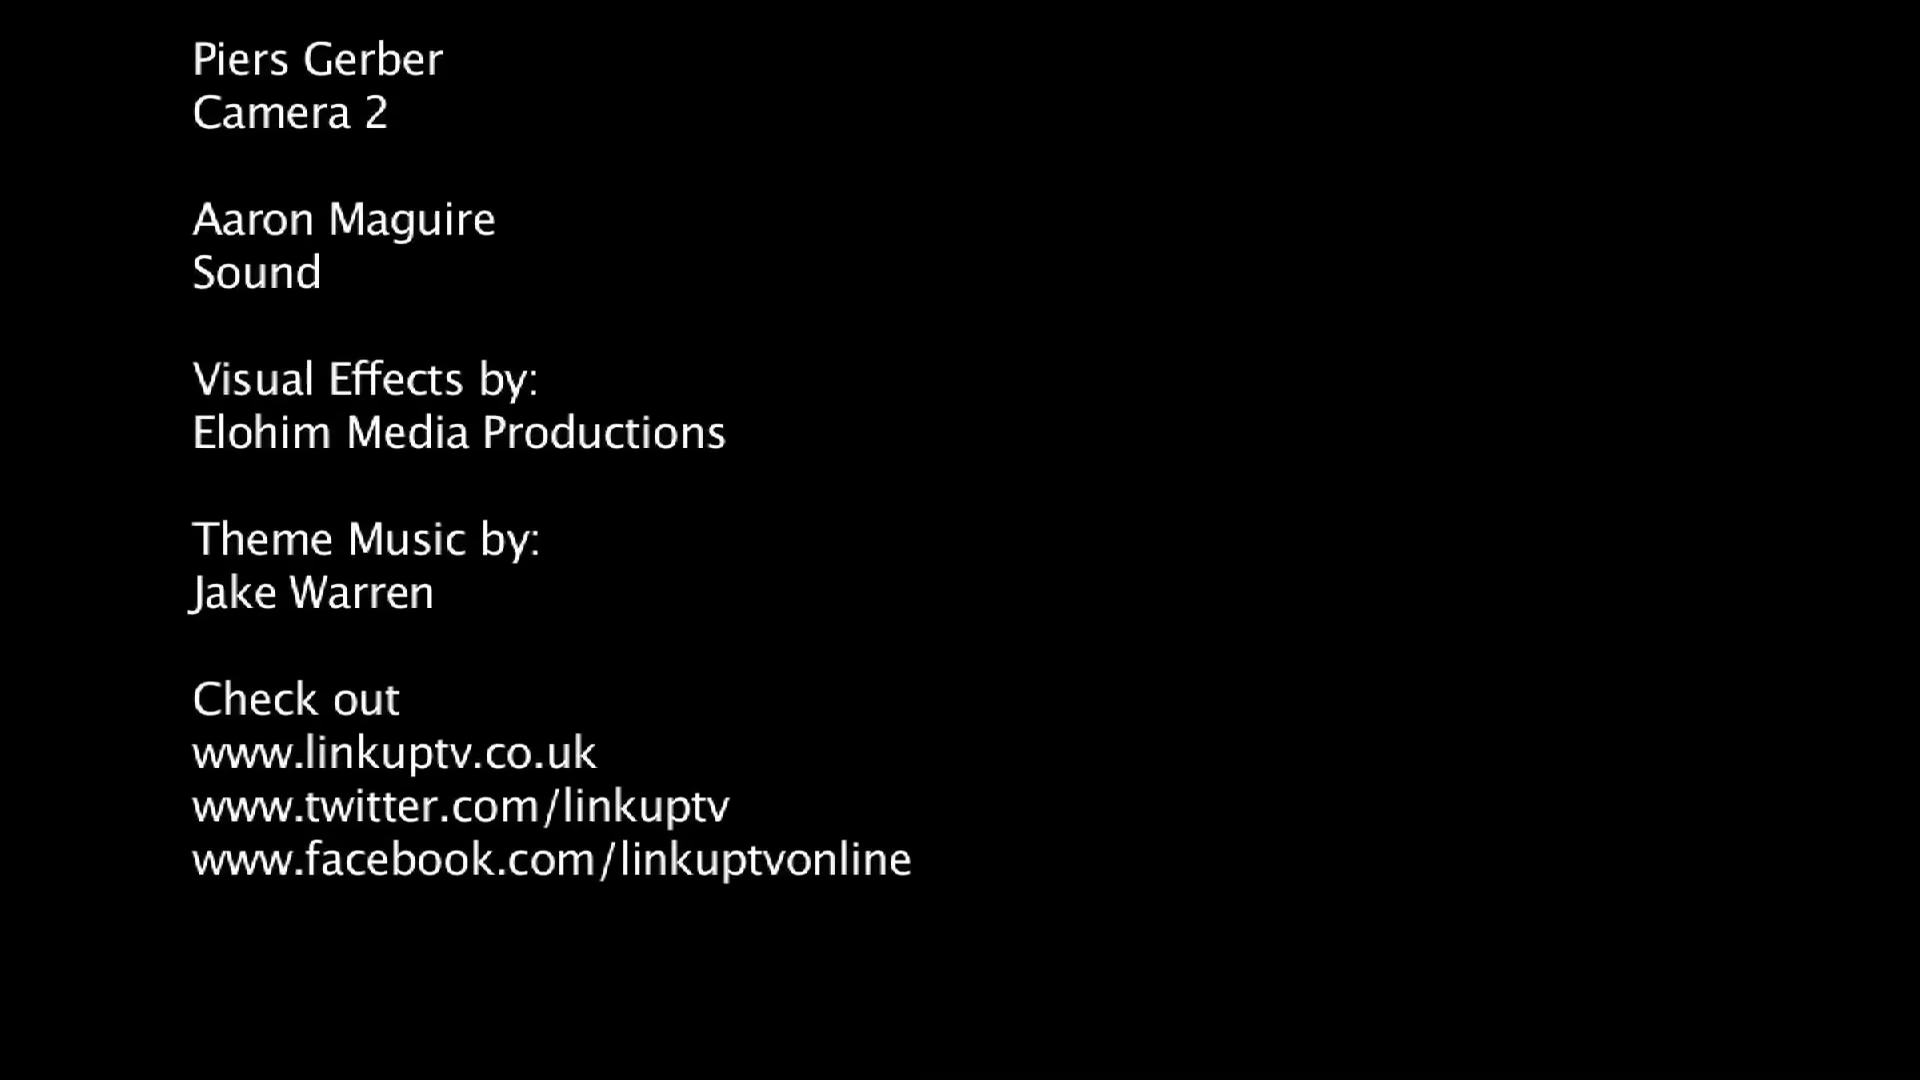 Piers Gerber
Camera 2
Aaron Maguire
Sound
Visual Effects by:
Elohim Media Productions
Theme Music by:
Jake Warren
Check out
www.linkuptv.co.uk
www.twitter.com/linkuptv
www.facebook.com/linkuptvonline